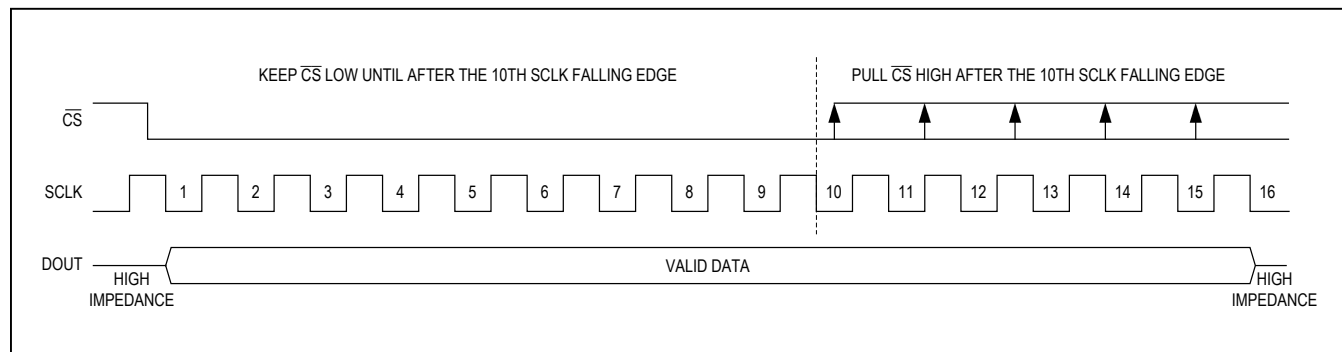 KEEP CS LOW UNTIL AFTER THE 10TH SCLK FALLING EDGE
PULL CS HIGH AFTER THE 10TH SCLK FALLING EDGE
CS
SCLK
1 2 3 4 5 6 7 8 9 10 11 12 13 14 15 16
DOUT
VALID DATA
HIGH
IMPEDANCE
HIGH
IMPEDANCE